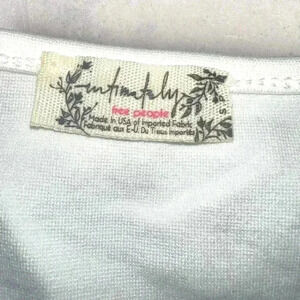 intimately
free people
Made in USA of Imported Fabric
Fabriqué aux E-U. Du Tissus Importés